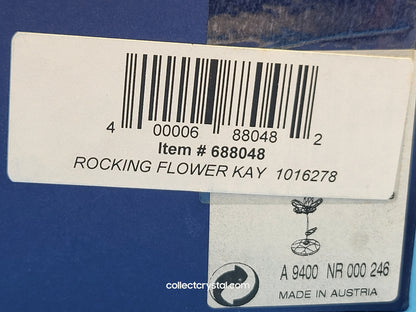 4 00006 88048 2
Item # 688048
ROCKING FLOWER KAY 1016278
A 9400 NR 000 246
MADE IN AUSTRIA
collectcrystal.com